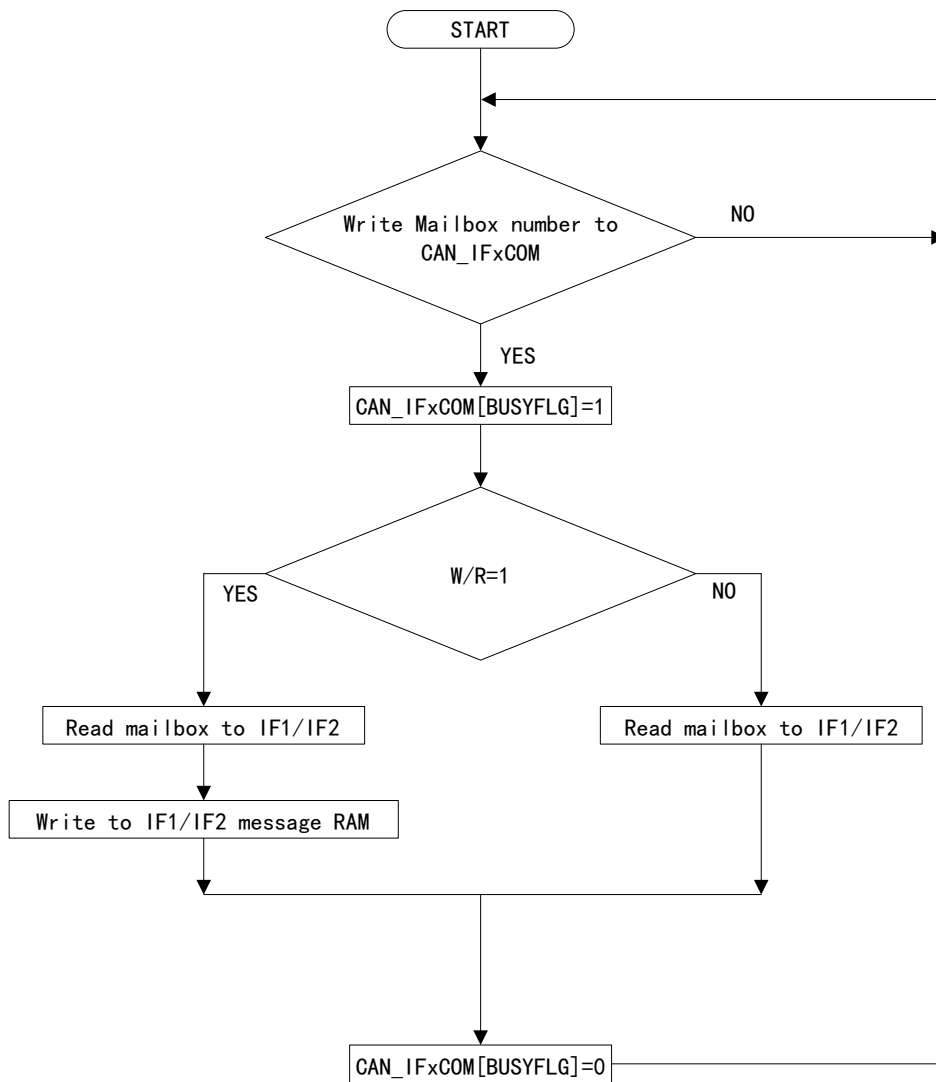 START
Write Mailbox number to
CAN_IFxCOM
NO
YES
CAN_IFxCOM[BUSYFLG]=1
W/R=1
YES
NO
Read mailbox to IF1/IF2
Read mailbox to IF1/IF2
Write to IF1/IF2 message RAM
CAN_IFxCOM[BUSYFLG]=0